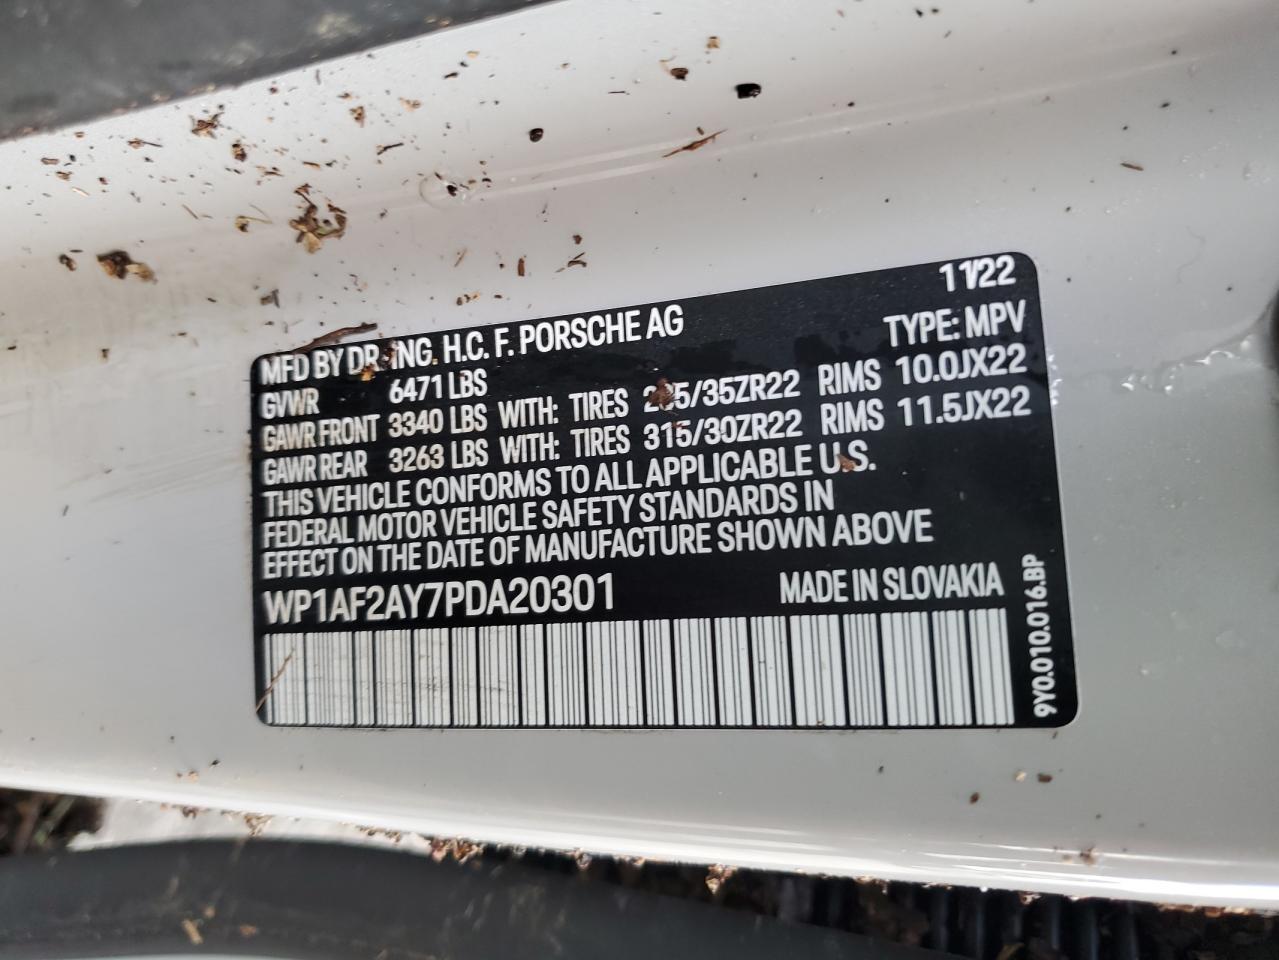 11/22
MFD BY DR. ING. H.C. F. PORSCHE AG
TYPE: MPV
GVWR 6471 LBS
GAWR FRONT 3340 LBS WITH: TIRES RIMS 10.0JX22
GAWR REAR 3263 LBS WITH: TIRES 315/30ZR22 RIMS 11.5JX22
THIS VEHICLE CONFORMS TO ALL APPLICABLE U.S.
FEDERAL MOTOR VEHICLE SAFETY STANDARDS IN
EFFECT ON THE DATE OF MANUFACTURE SHOWN ABOVE
WP1AF2AY7PDA20301 MADE IN SLOVAKIA
9Y0.010.016.BP